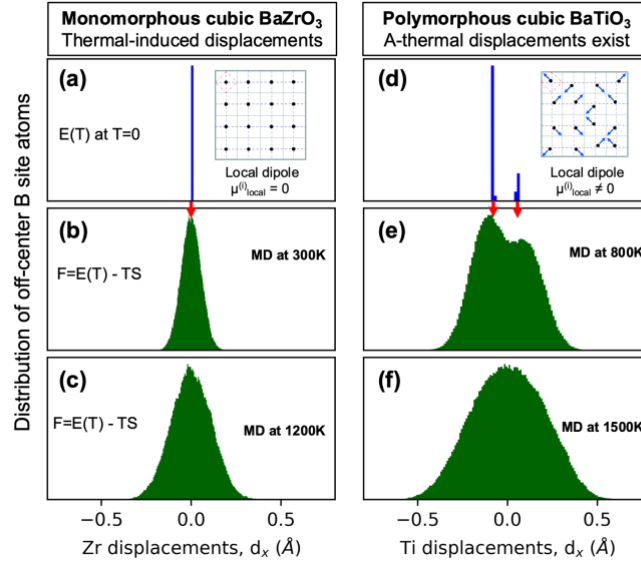 Monomorphous cubic BaZrO₃
Thermal-induced displacements
Polymorphous cubic BaTiO₃
A-thermal displacements exist
Distribution of off-center B site atoms
(a)
E(T) at T=0
Local dipole
μ⁽ⁱ⁾local = 0
(d)
Local dipole
μ⁽ⁱ⁾local ≠ 0
(b)
F=E(T) - TS
MD at 300K
(e)
MD at 800K
(c)
F=E(T) - TS
MD at 1200K
(f)
MD at 1500K
−0.5 0.0 0.5
−0.5 0.0 0.5
Zr displacements, dₓ (Å)
Ti displacements, dₓ (Å)